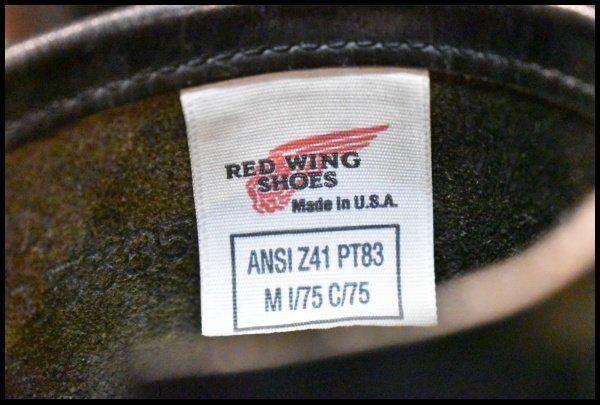 RED WING
SHOES
Made in U.S.A.
ANSI Z41 PT83
M I/75 C/75